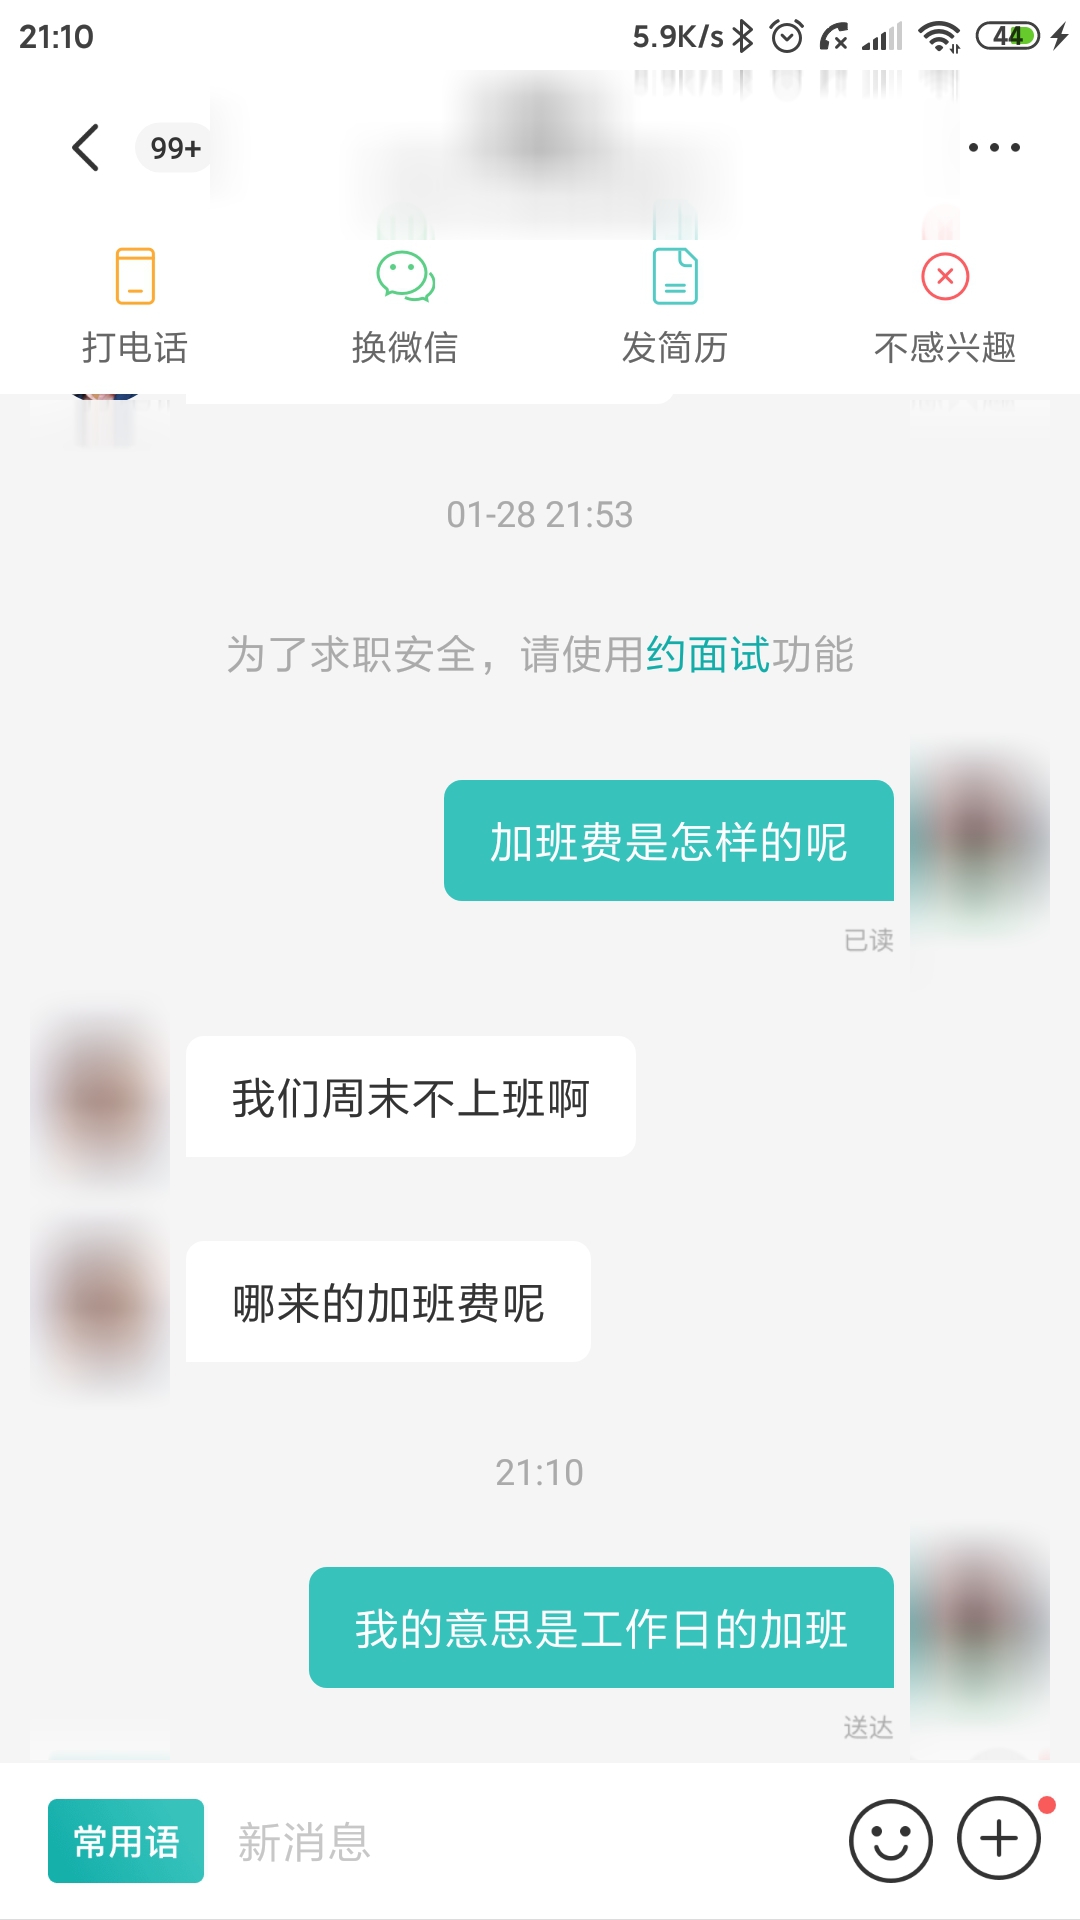 21:10 5.9K/s 44
99+
打电话 换微信 发简历 不感兴趣
01-28 21:53
为了求职安全，请使用约面试功能
加班费是怎样的呢
已读
我们周末不上班啊
哪来的加班费呢
21:10
我的意思是工作日的加班
送达
常用语 新消息